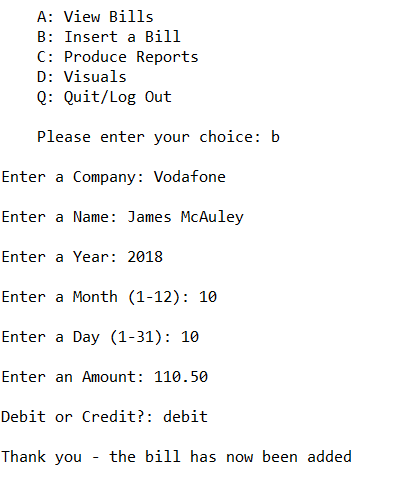 A: View Bills
B: Insert a Bill
C: Produce Reports
D: Visuals
Q: Quit/Log Out
Please enter your choice: b
Enter a Company: Vodafone
Enter a Name: James McAuley
Enter a Year: 2018
Enter a Month (1-12): 10
Enter a Day (1-31): 10
Enter an Amount: 110.50
Debit or Credit?: debit
Thank you - the bill has now been added